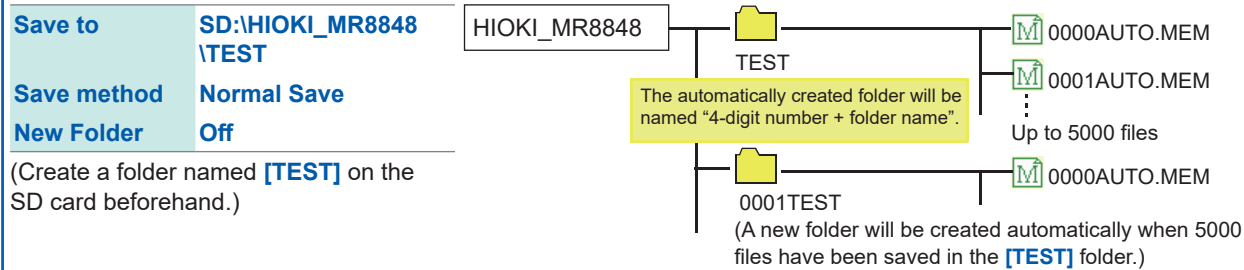 Save to SD:\HIOKI_MR8848
\TEST
Save method Normal Save
New Folder Off
(Create a folder named [TEST] on the
SD card beforehand.)
HIOKI_MR8848
TEST
M 0000AUTO.MEM
M 0001AUTO.MEM
Up to 5000 files
The automatically created folder will be
named “4-digit number + folder name”.
0001TEST
M 0000AUTO.MEM
(A new folder will be created automatically when 5000
files have been saved in the [TEST] folder.)